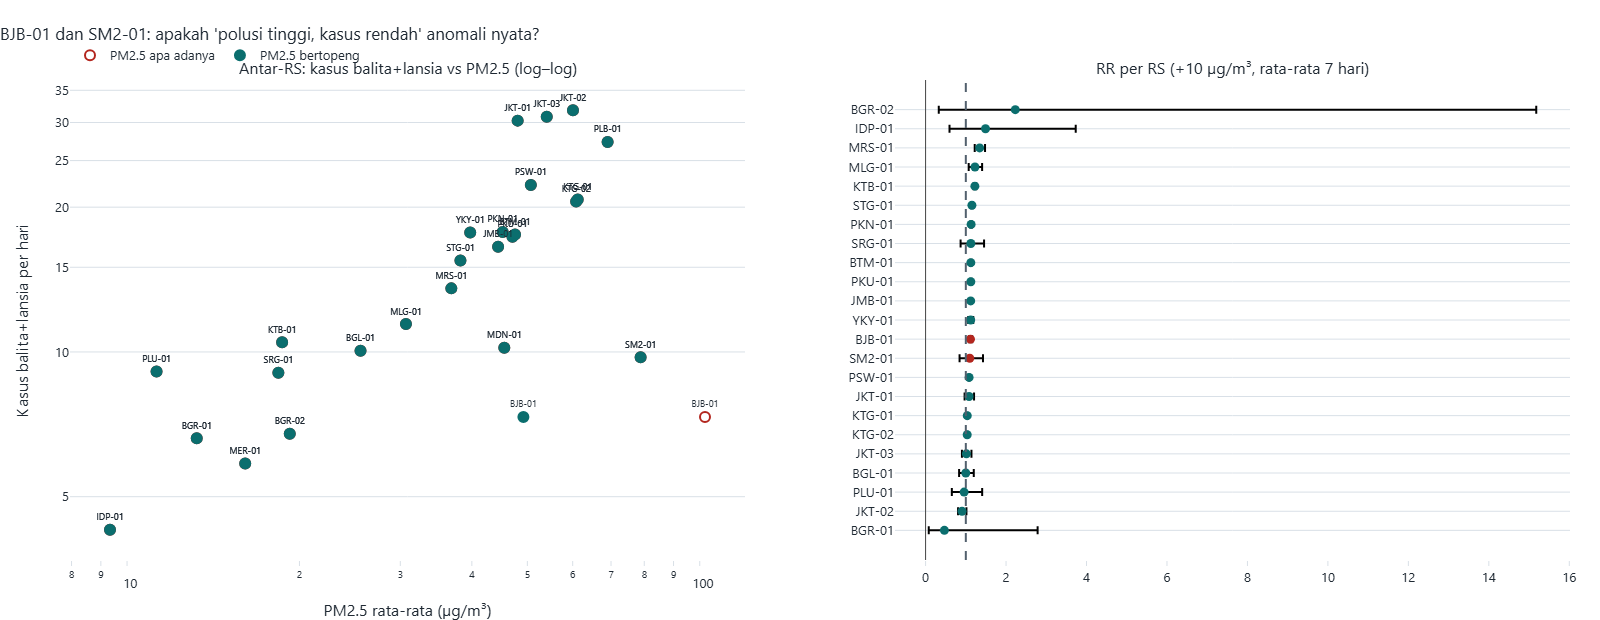 BJB-01 dan SM2-01: apakah 'polusi tinggi, kasus rendah' anomali nyata?
PM2.5 apa adanya
PM2.5 bertopeng
Antar-RS: kasus balita+lansia vs PM2.5 (log–log)
Kasus balita+lansia per hari
35
30
25
20
15
10
5
JKT-01
JKT-03
JKT-02
PLB-01
PSW-01
KTG-02
YKY-01
PKN-01
STG-01
MRS-01
MLG-01
KTB-01
BGL-01
MDN-01
SM2-01
PLU-01
SRG-01
BJB-01
BJB-01
BGR-01
BGR-02
MER-01
IDP-01
8
9
10
2
3
4
5
6
7
8
9
100
PM2.5 rata-rata (µg/m³)
RR per RS (+10 µg/m³, rata-rata 7 hari)
BGR-02
IDP-01
MRS-01
MLG-01
KTB-01
STG-01
PKN-01
SRG-01
BTM-01
PKU-01
JMB-01
YKY-01
BJB-01
SM2-01
PSW-01
JKT-01
KTG-01
KTG-02
JKT-03
BGL-01
PLU-01
JKT-02
BGR-01
0
2
4
6
8
10
12
14
16